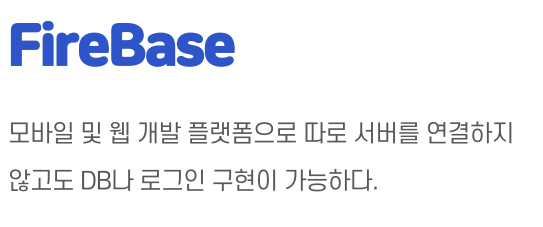 FireBase
모바일 및 웹 개발 플랫폼으로 따로 서버를 연결하지
않고도 DB나 로그인 구현이 가능하다.